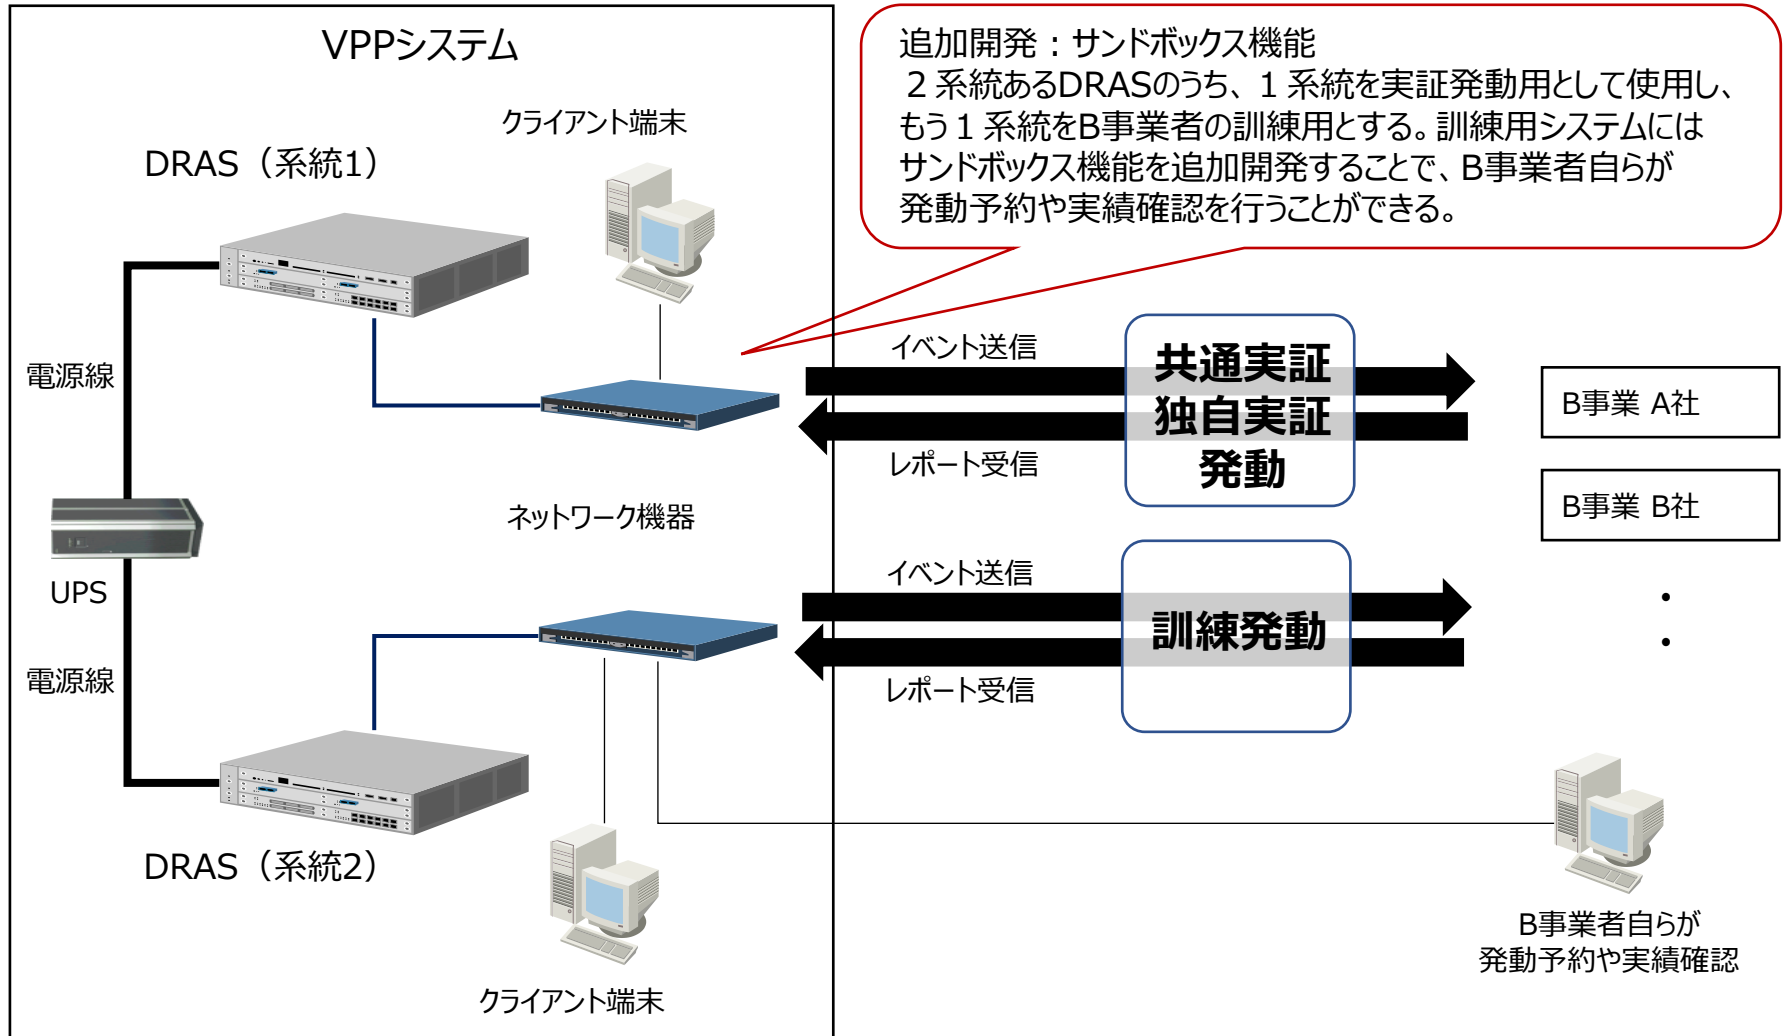 VPPシステム
追加開発：サンドボックス機能
２系統あるDRASのうち、１系統を実証発動用として使用し、
もう１系統をB事業者の訓練用とする。訓練用システムには
サンドボックス機能を追加開発することで、B事業者自らが
発動予約や実績確認を行うことができる。
クライアント端末
DRAS（系統1）
電源線
イベント送信
共通実証
独自実証
発動
レポート受信
B事業 A社
B事業 B社
・
・
ネットワーク機器
UPS
イベント送信
訓練発動
レポート受信
電源線
DRAS（系統2）
クライアント端末
B事業者自らが
発動予約や実績確認